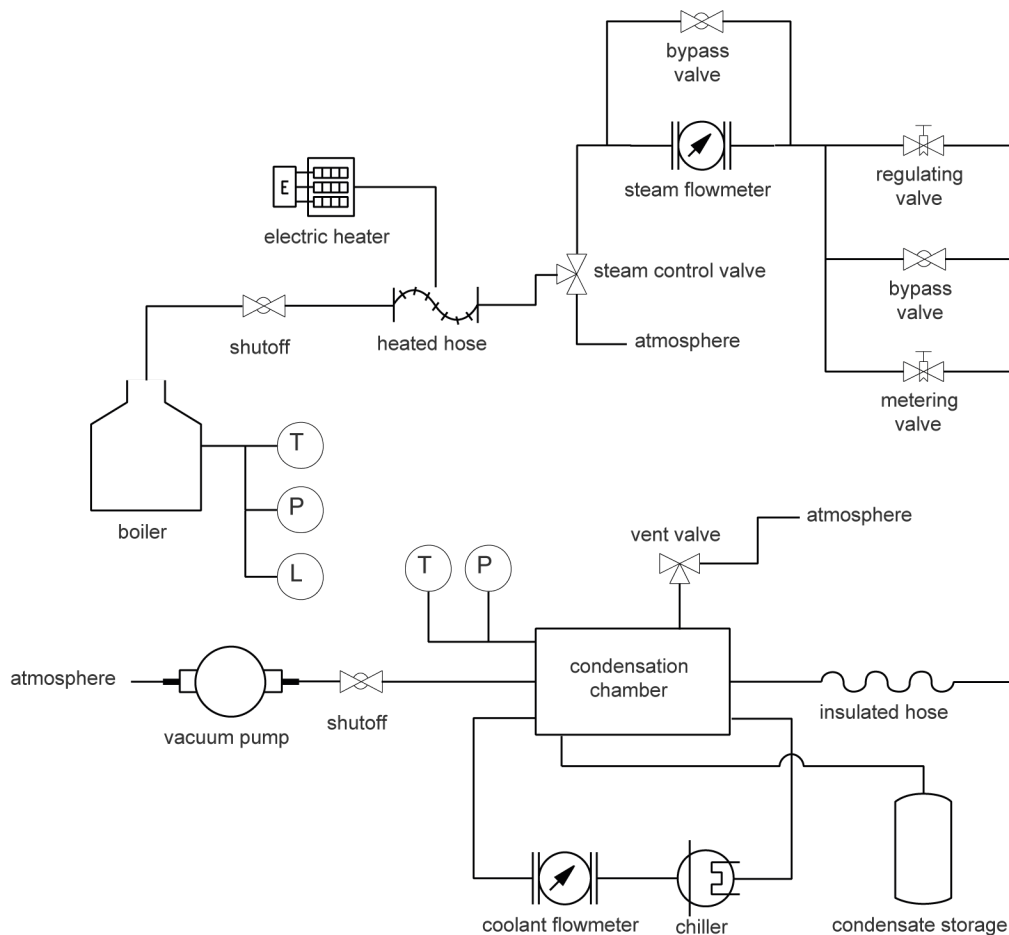 bypass
valve
steam flowmeter
regulating
valve
E
electric heater
steam control valve
bypass
valve
shutoff
heated hose
atmosphere
metering
valve
T
P
boiler
L
atmosphere
vent valve
T
P
condensation
chamber
atmosphere
shutoff
insulated hose
vacuum pump
coolant flowmeter
chiller
condensate storage